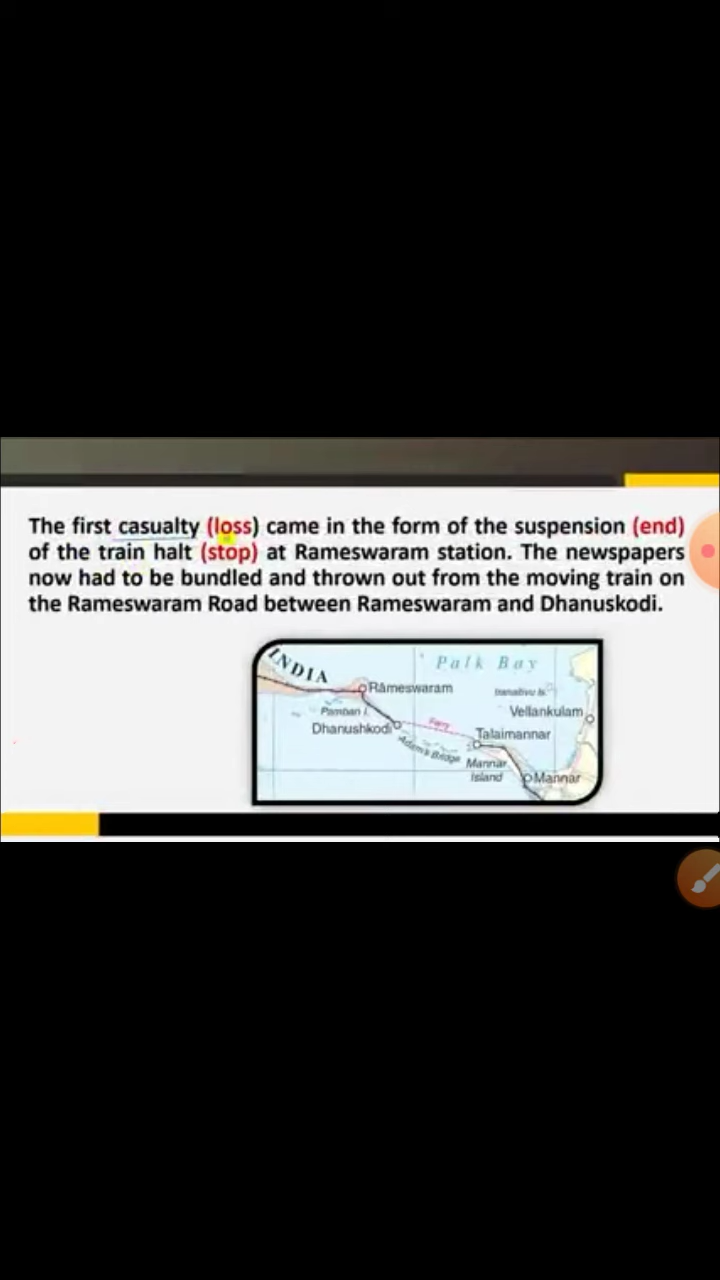 The first casualty (loss) came in the form of the suspension (end)
of the train halt (stop) at Rameswaram station. The newspapers
now had to be bundled and thrown out from the moving train on
the Rameswaram Road between Rameswaram and Dhanuskodi.
INDIA
Palk Bay
Rāmeswaram
Pamban I.
Vellankulam
Dhanushkodi
Ferry
Talaimannar
Adam's Bridge
Mannar
Island
Mannar